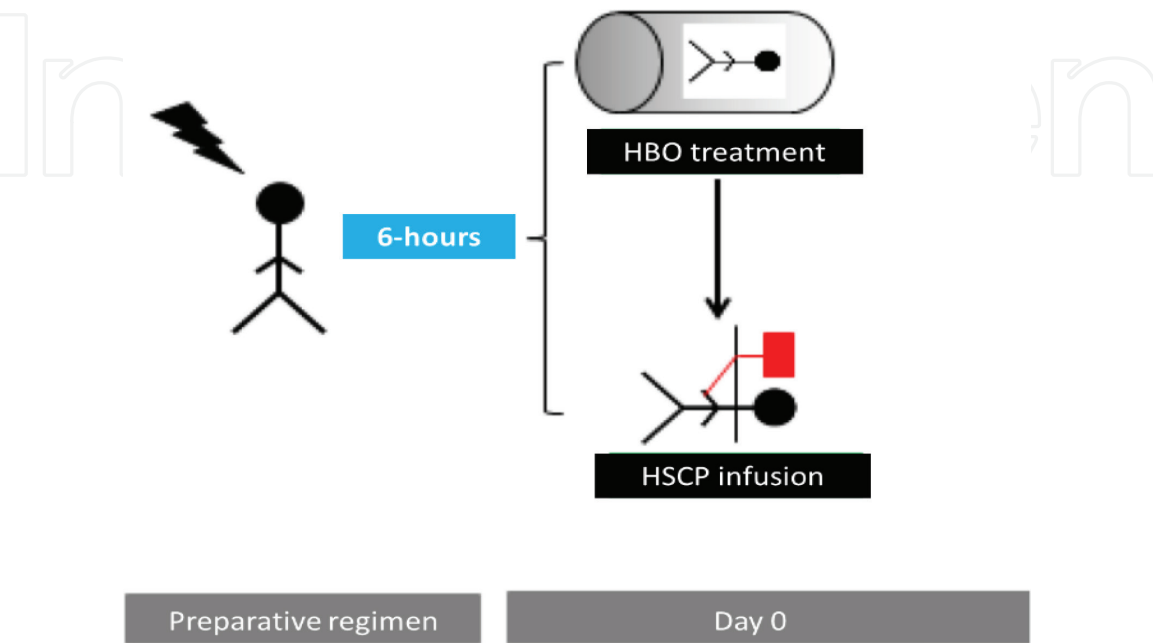 HBO treatment
6-hours
HSCP infusion
Preparative regimen
Day 0